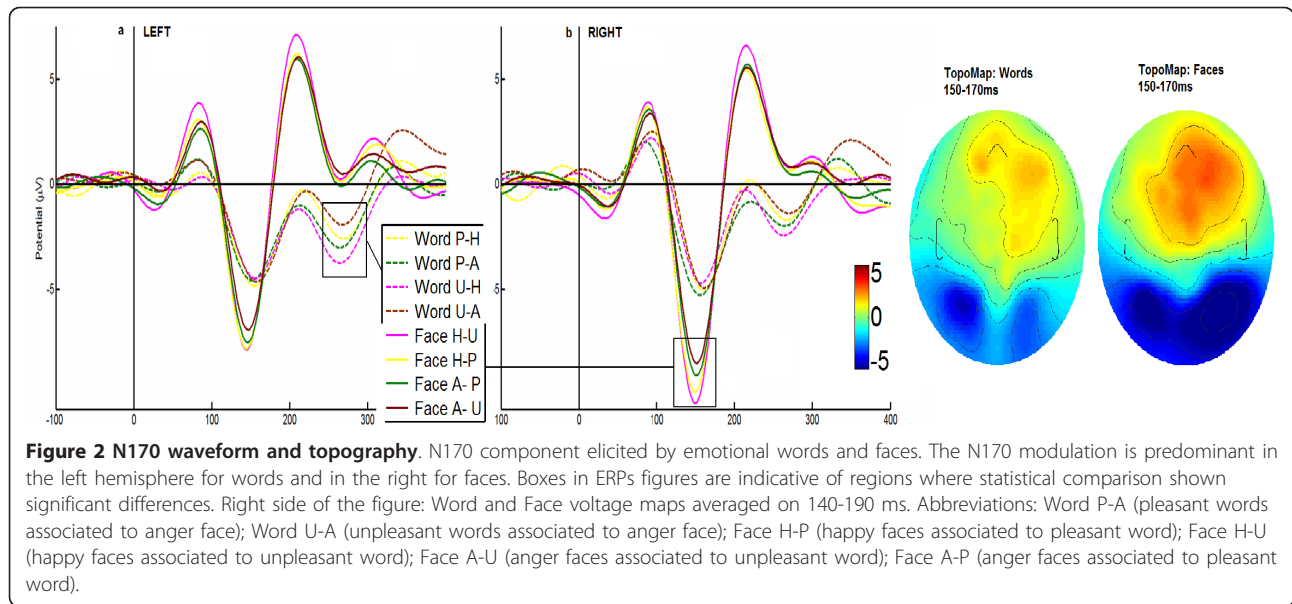 a LEFT
b RIGHT
TopoMap: Words
150-170ms
TopoMap: Faces
150-170ms
Potential (µV)
5
0
-5
5
0
-5
Word P-H
Word P-A
Word U-H
Word U-A
Face H-U
Face H-P
Face A- P
Face A- U
5
0
-5
-100
0
100
200
300
-100
0
100
200
300
400
Figure 2 N170 waveform and topography. N170 component elicited by emotional words and faces. The N170 modulation is predominant in
the left hemisphere for words and in the right for faces. Boxes in ERPs figures are indicative of regions where statistical comparison shown
significant differences. Right side of the figure: Word and Face voltage maps averaged on 140-190 ms. Abbreviations: Word P-A (pleasant words
associated to anger face); Word U-A (unpleasant words associated to anger face); Face H-P (happy faces associated to pleasant word); Face H-U
(happy faces associated to unpleasant word); Face A-U (anger faces associated to unpleasant word); Face A-P (anger faces associated to pleasant
word).